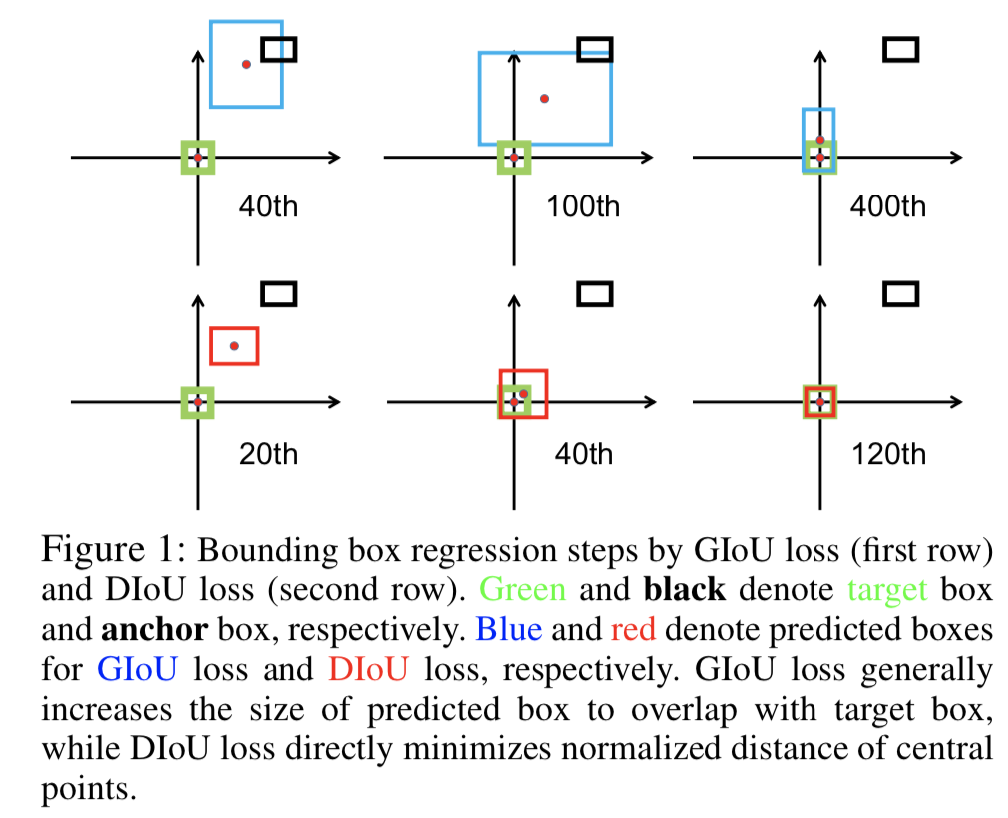 40th
100th
400th
20th
40th
120th
Figure 1: Bounding box regression steps by GIoU loss (first row)
and DIoU loss (second row). Green and black denote target box
and anchor box, respectively. Blue and red denote predicted boxes
for GIoU loss and DIoU loss, respectively. GIoU loss generally
increases the size of predicted box to overlap with target box,
while DIoU loss directly minimizes normalized distance of central
points.